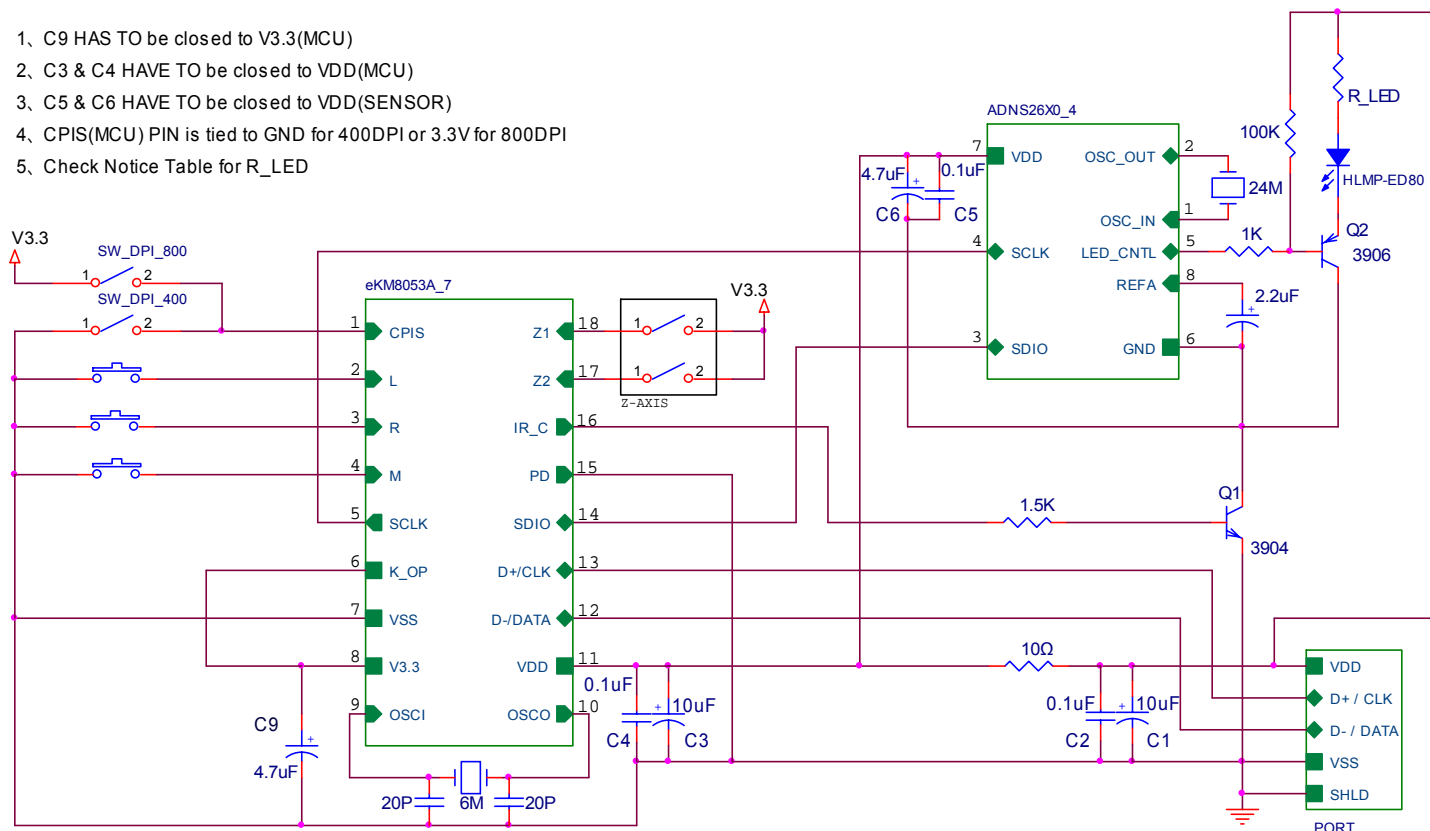 1、C9 HAS TO be closed to V3.3(MCU)
2、C3 & C4 HAVE TO be closed to VDD(MCU)
3、C5 & C6 HAVE TO be closed to VDD(SENSOR)
4、CPIS(MCU) PIN is tied to GND for 400DPI or 3.3V for 800DPI
5、Check Notice Table for R_LED
ADNS26X0_4
7 VDD
OSC_OUT 2
OSC_IN 1
4 SCLK
LED_CNTL 5
REFA 8
3 SDIO
GND 6
4.7uF + C6
0.1uF C5
24M
100K
R_LED
HLMP-ED80
1K
Q2
3906
2.2uF +
V3.3
SW_DPI_800
1 2
SW_DPI_400
1 2
eKM8053A_7
1 CPIS
2 L
3 R
4 M
5 SCLK
6 K_OP
7 VSS
8 V3.3
9 OSCI
Z1 18
Z2 17
IR_C 16
PD 15
SDIO 14
D+/CLK 13
D-/DATA 12
VDD 11
OSCO 10
V3.3
1 2
1 2
Z-AXIS
1.5K
Q1
3904
10Ω
0.1uF C4
+ 10uF C3
0.1uF C2
+ 10uF C1
C9 +
4.7uF
20P 6M 20P
VDD
D+ / CLK
D- / DATA
VSS
SHLD
PORT